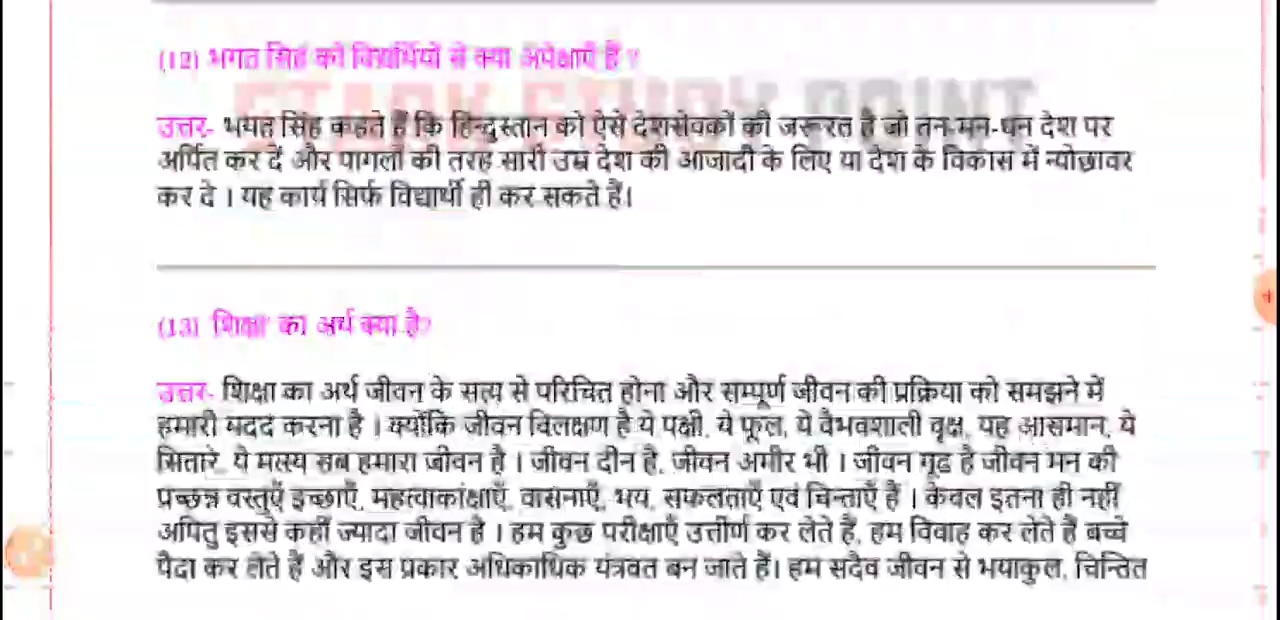 (12) भगत सिंह की विद्यार्थियों से क्या अपेक्षाएँ हैं ?
STARK STUDY POINT
उत्तर- भगत सिंह कहते हैं कि हिन्दुस्तान को ऐसे देशसेवकों की जरूरत है जो तन-मन-धन देश पर
अर्पित कर दें और पागलों की तरह सारी उम्र देश की आजादी के लिए या देश के विकास में न्योछावर
कर दे । यह कार्य सिर्फ विद्यार्थी ही कर सकते हैं।
(13) 'शिक्षा' का अर्थ क्या है?
उत्तर- शिक्षा का अर्थ जीवन के सत्य से परिचित होना और सम्पूर्ण जीवन की प्रक्रिया को समझने में
हमारी मदद करना है । क्योंकि जीवन विलक्षण है ये पक्षी, ये फूल, ये वैभवशाली वृक्ष, यह आसमान, ये
सितारे, ये मत्स्य सब हमारा जीवन है । जीवन दीन है, जीवन अमीर भी । जीवन गूढ़ है जीवन मन की
प्रच्छन्न वस्तुएँ इच्छाएँ, महत्वाकांक्षाएँ, वासनाएँ, भय, सफलताएँ एवं चिन्ताएँ हैं । केवल इतना ही नहीं
अपितु इससे कहीं ज्यादा जीवन है । हम कुछ परीक्षाएँ उत्तीर्ण कर लेते हैं, हम विवाह कर लेते हैं बच्चे
पैदा कर लेते हैं और इस प्रकार अधिकाधिक यंत्रवत बन जाते हैं। हम सदैव जीवन से भयाकुल, चिन्तित